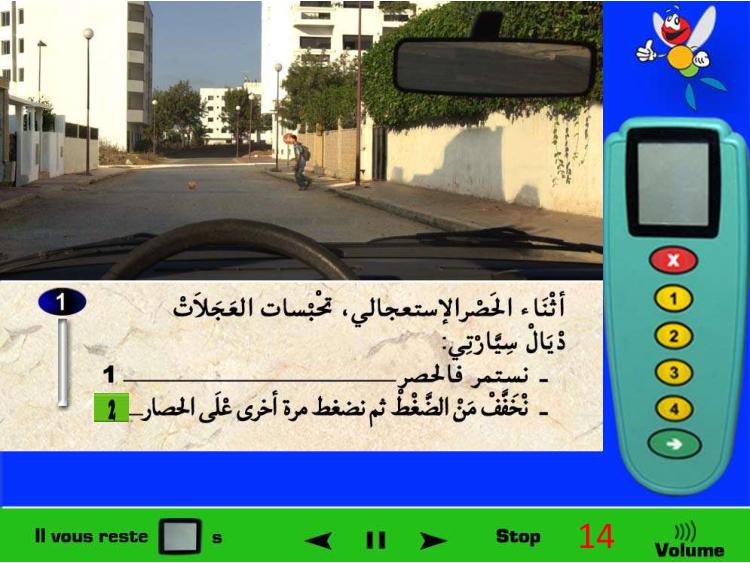 1
أثْنَاء الحَصْرالإستعجالي، تحْبْسات العَجَلاَتْ
دْيَالْ سِيَّارْتِي:
- نستمر فالحصر 1
- نْخَفَّفْ مَنْ الضَّغْطْ ثم نضغط مرة أخرى عْلَى الحصار 2
X
1
2
3
4
Il vous reste s
Stop
14
Volume